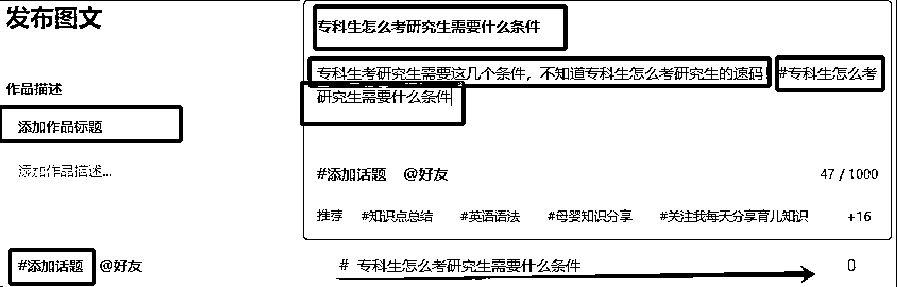 发布图文
作品描述
添加作品标题
添加作品描述...
#添加话题 @好友
专科生怎么考研究生需要什么条件
专科生考研究生需要这几个条件，不知道专科生怎么考研究生的速码！#专科生怎么考
研究生需要什么条件
#添加话题 @好友 47 / 1000
推荐 #知识点总结 #英语语法 #母婴知识分享 #关注我每天分享育儿知识 +16
# 专科生怎么考研究生需要什么条件 0